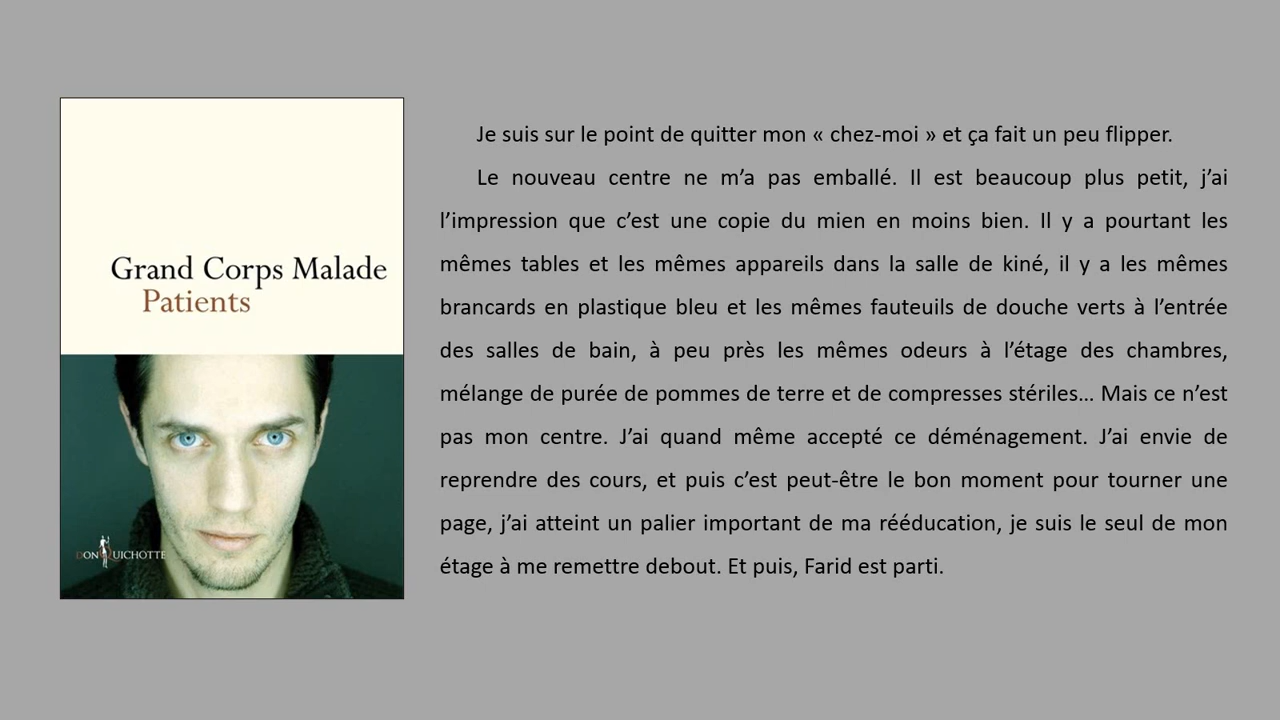 Grand Corps Malade
Patients
DONQUICHOTTE
Je suis sur le point de quitter mon « chez-moi » et ça fait un peu flipper.
Le nouveau centre ne m’a pas emballé. Il est beaucoup plus petit, j’ai
l’impression que c’est une copie du mien en moins bien. Il y a pourtant les
mêmes tables et les mêmes appareils dans la salle de kiné, il y a les mêmes
brancards en plastique bleu et les mêmes fauteuils de douche verts à l’entrée
des salles de bain, à peu près les mêmes odeurs à l’étage des chambres,
mélange de purée de pommes de terre et de compresses stériles... Mais ce n’est
pas mon centre. J’ai quand même accepté ce déménagement. J’ai envie de
reprendre des cours, et puis c’est peut-être le bon moment pour tourner une
page, j’ai atteint un palier important de ma rééducation, je suis le seul de mon
étage à me remettre debout. Et puis, Farid est parti.